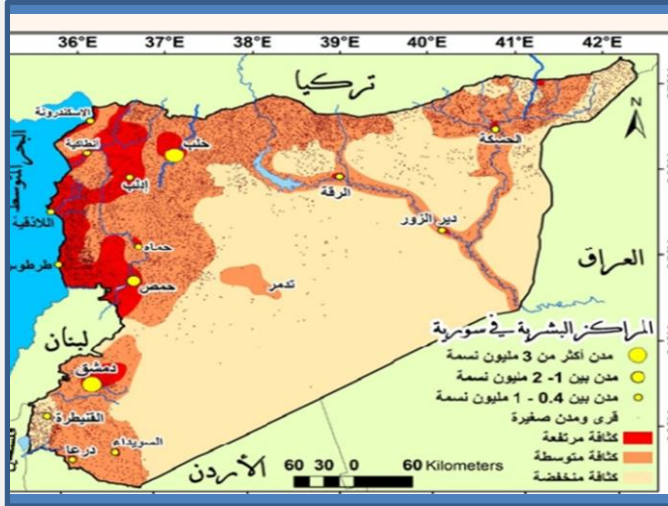 36°E 37°E 38°E 39°E 40°E 41°E 42°E
تركيا
N
الاسكندرونة
انطاكية
حلب
الحسكة
البحر المتوسط
إدلب
الرقة
اللاذقية
دير الزور
حماه
طرطوس
حمص
تدمر
العراق
لبنان
دمشق
القنيطرة
السويداء
درعا
الأردن
المراكز البشرية في سورية
مدن أكثر من 3 مليون نسمة
مدن بين 1- 2 مليون نسمة
مدن بين 0.4 - 1 مليون نسمة
قرى ومدن صغيرة
كثافة مرتفعة
كثافة متوسطة
كثافة منخفضة
60 30 0 60 Kilometers